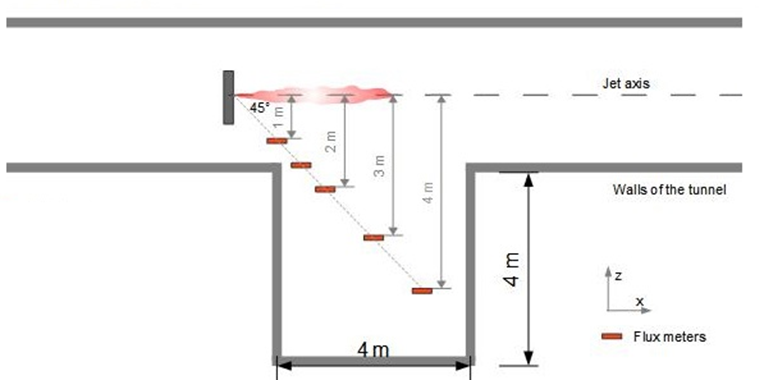 Jet axis
45°
1 m
2 m
3 m
4 m
Walls of the tunnel
4 m
z
x
Flux meters
4 m